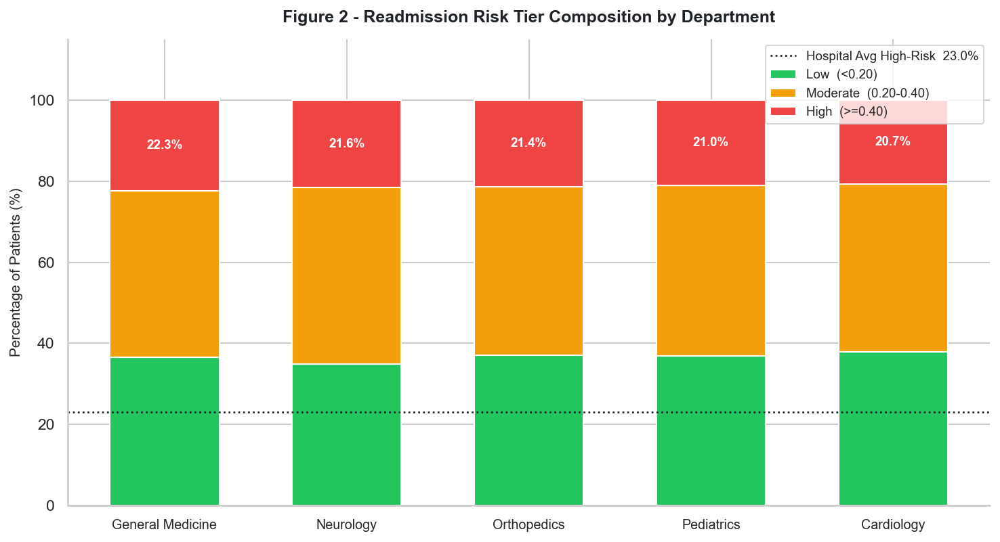 Figure 2 - Readmission Risk Tier Composition by Department
Hospital Avg High-Risk  23.0%
Low  (<0.20)
Moderate  (0.20-0.40)
High  (>=0.40)
Percentage of Patients (%)
100
80
60
40
20
0
22.3%
21.6%
21.4%
21.0%
20.7%
General Medicine
Neurology
Orthopedics
Pediatrics
Cardiology